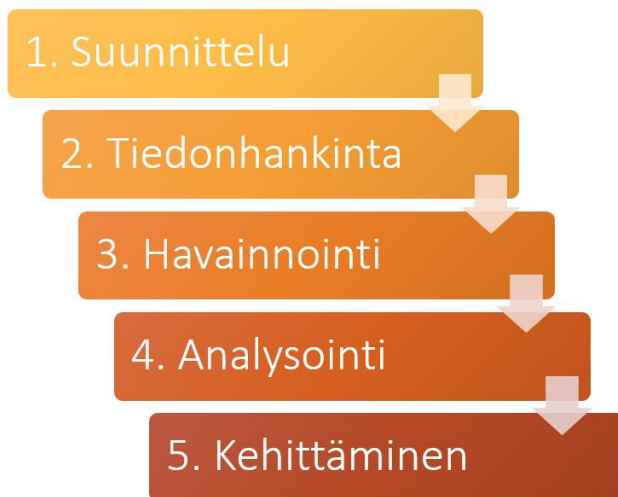 1. Suunnittelu
2. Tiedonhankinta
3. Havainnointi
4. Analysointi
5. Kehittäminen